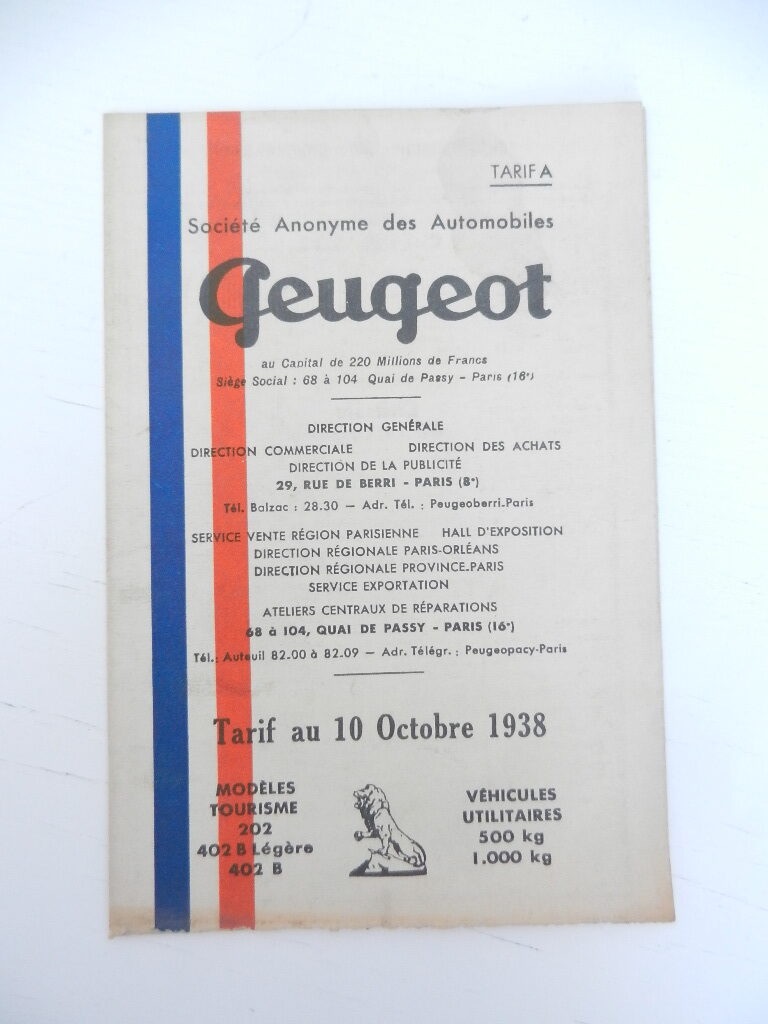 TARIF A
Société Anonyme des Automobiles
Peugeot
au Capital de 220 Millions de Francs
Siège Social : 68 à 104 Quai de Passy - Paris (16e)
DIRECTION GENÉRALE
DIRECTION COMMERCIALE DIRECTION DES ACHATS
DIRECTION DE LA PUBLICITÉ
29, RUE DE BERRI - PARIS (8e)
Tél. Balzac : 28.30 — Adr. Tél. : Peugeoberri-Paris
SERVICE VENTE RÉGION PARISIENNE HALL D'EXPOSITION
DIRECTION RÉGIONALE PARIS-ORLÉANS
DIRECTION RÉGIONALE PROVINCE-PARIS
SERVICE EXPORTATION
ATELIERS CENTRAUX DE RÉPARATIONS
68 à 104, QUAI DE PASSY - PARIS (16e)
Tél.: Auteuil 82.00 à 82.09 — Adr. Télégr. : Peugeopacy-Paris
Tarif au 10 Octobre 1938
MODÈLES
TOURISME
202
402 B Légère
402 B
VÉHICULES
UTILITAIRES
500 kg
1.000 kg